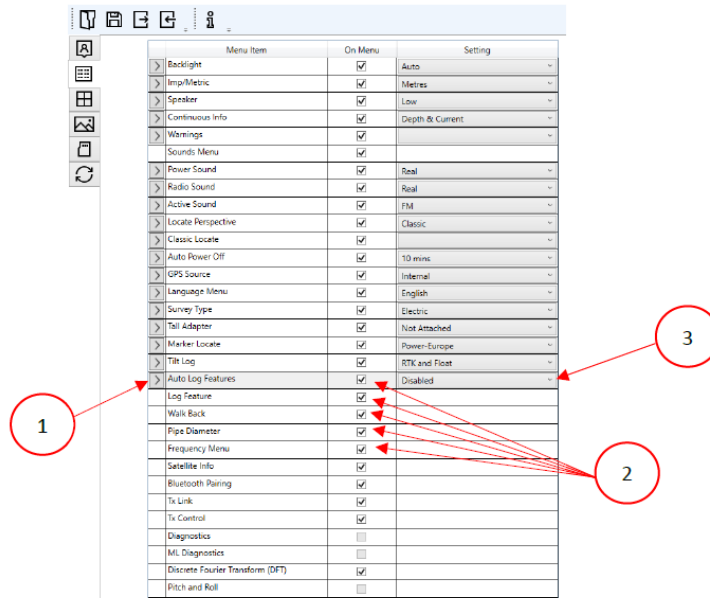 Menu Item On Menu Setting
Backlight Auto
Imp/Metric Metres
Speaker Low
Continuous Info Depth & Current
Warnings
Sounds Menu
Power Sound Real
Radio Sound Real
Active Sound FM
Locate Perspective Classic
Classic Locate
Auto Power Off 10 mins
GPS Source Internal
Language Menu English
Survey Type Electric
Tall Adapter Not Attached
Marker Locate Power-Europe
Tilt Log RTK and Float
Auto Log Features Disabled
Log Feature
Walk Back
Pipe Diameter
Frequency Menu
Satellite Info
Bluetooth Pairing
Tx Link
Tx Control
Diagnostics
ML Diagnostics
Discrete Fourier Transform (DFT)
Pitch and Roll
1
2
3